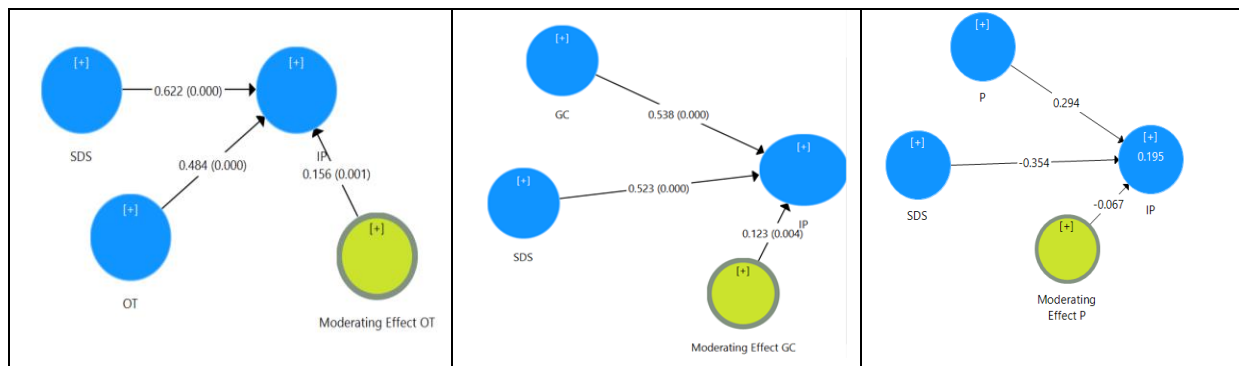 [+]
[+]
0.622 (0.000)
SDS
IP
0.484 (0.000)
0.156 (0.001)
[+]
[+]
OT
Moderating Effect OT
[+]
GC
0.538 (0.000)
[+]
[+]
0.523 (0.000)
IP
SDS
0.123 (0.004)
[+]
Moderating Effect GC
[+]
P
0.294
[+]
0.195
[+]
-0.354
SDS
IP
-0.067
[+]
Moderating
Effect P